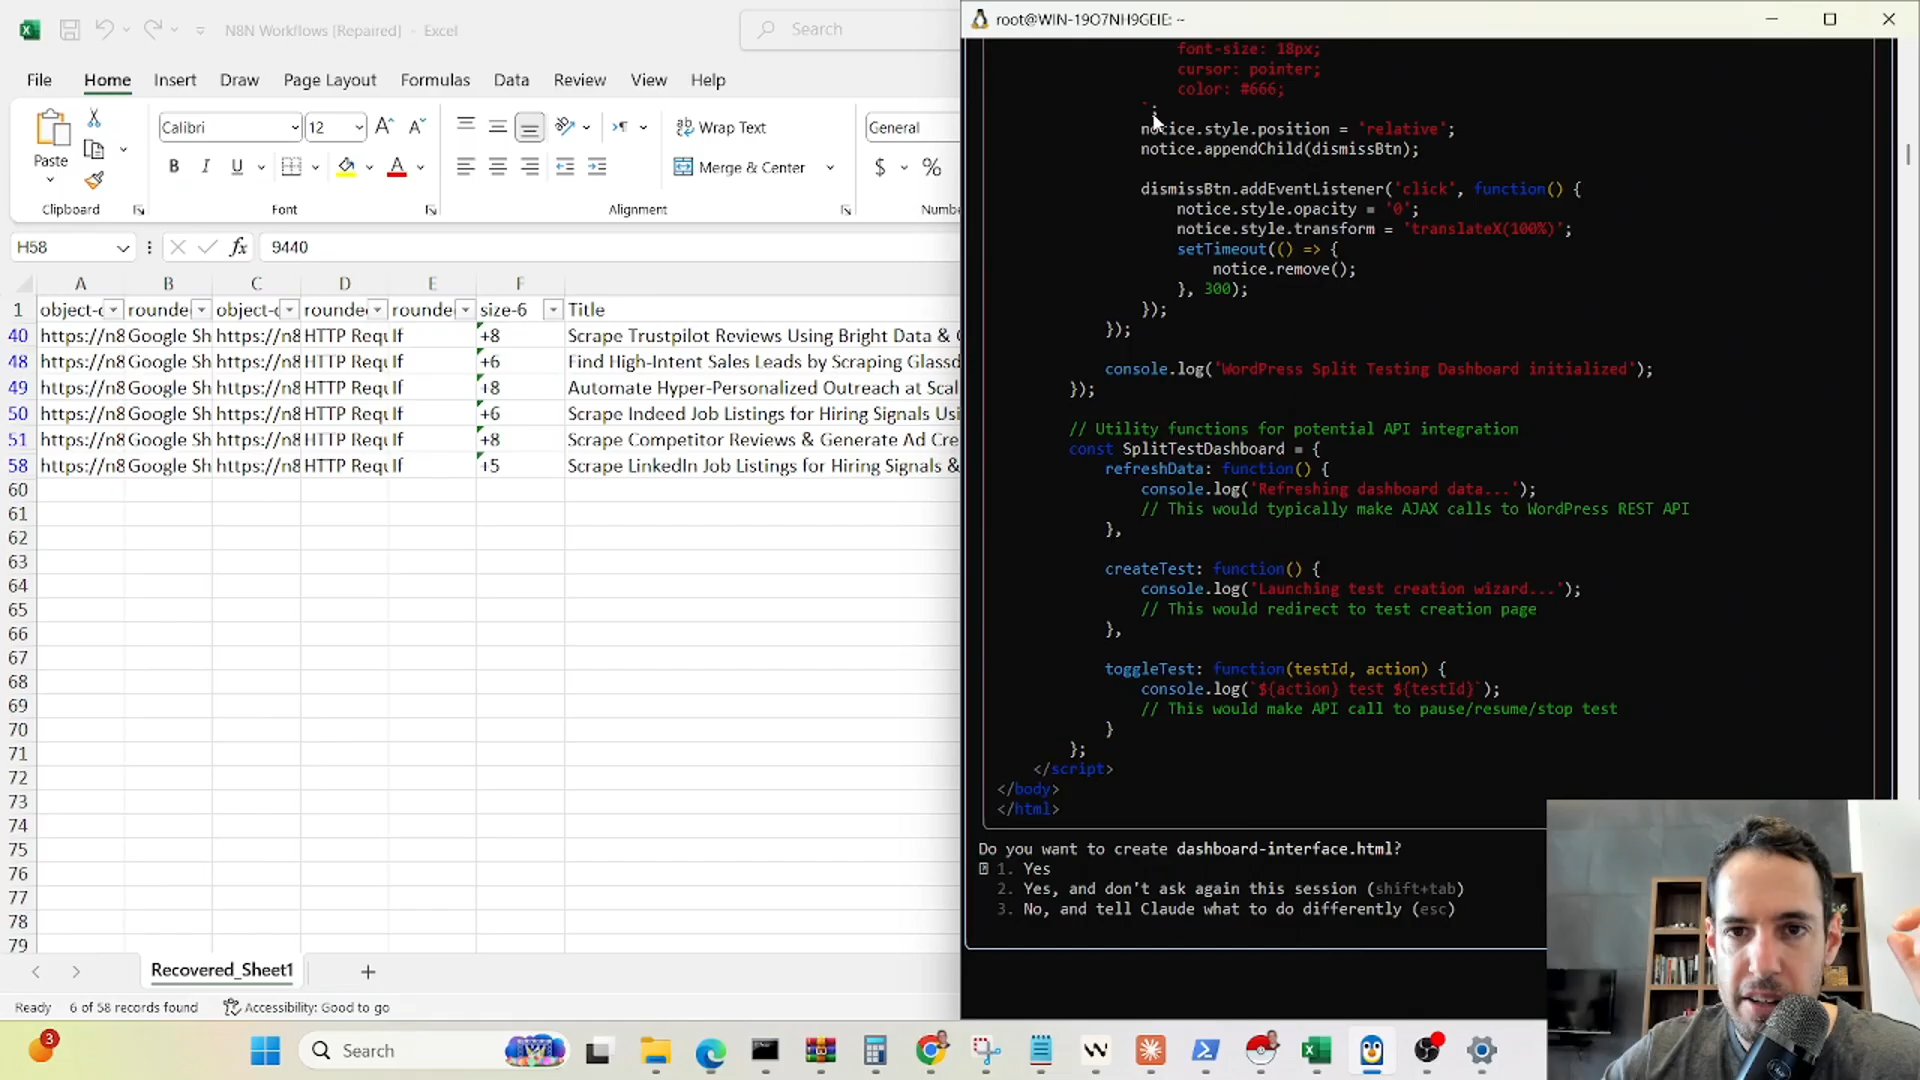 N8N Workflows [Repaired] - Excel
Search
File Home Insert Draw Page Layout Formulas Data Review View Help
Paste
Calibri
12
B I U
Wrap Text
Merge & Center
General
$ %
Clipboard
Font
Alignment
H58
fx
9440
A B C D E F
1 size-6 Title
40 https://n8 Google Sh https://n8 HTTP Requ If +8 Scrape Trustpilot Reviews Using Bright Data &
48 https://n8 Google Sh https://n8 HTTP Requ If +6 Find High-Intent Sales Leads by Scraping Glassd
49 https://n8 Google Sh https://n8 HTTP Requ If +8 Automate Hyper-Personalized Outreach at Scal
50 https://n8 Google Sh https://n8 HTTP Requ If +6 Scrape Indeed Job Listings for Hiring Signals Usi
51 https://n8 Google Sh https://n8 HTTP Requ If +8 Scrape Competitor Reviews & Generate Ad Cre
58 https://n8 Google Sh https://n8 HTTP Requ If +5 Scrape LinkedIn Job Listings for Hiring Signals &
60
61
62
63
64
65
66
67
68
69
70
71
72
73
74
75
76
77
78
79
Recovered_Sheet1
Ready 6 of 58 records found Accessibility: Good to go
root@WIN-19O7NH9GEIE: ~
font-size: 18px;
cursor: pointer;
color: #666;
`;
notice.style.position = 'relative';
notice.appendChild(dismissBtn);
dismissBtn.addEventListener('click', function() {
notice.style.opacity = '0';
notice.style.transform = 'translateX(100%)';
setTimeout(() => {
notice.remove();
}, 300);
});
});
console.log('WordPress Split Testing Dashboard initialized');
});
// Utility functions for potential API integration
const SplitTestDashboard = {
refreshData: function() {
console.log('Refreshing dashboard data...');
// This would typically make AJAX calls to WordPress REST API
},
createTest: function() {
console.log('Launching test creation wizard...');
// This would redirect to test creation page
},
toggleTest: function(testId, action) {
console.log(`${action} test ${testId}`);
// This would make API call to pause/resume/stop test
}
};
</script>
</body>
</html>
Do you want to create dashboard-interface.html?
1. Yes
2. Yes, and don't ask again this session (shift+tab)
3. No, and tell Claude what to do differently (esc)
3
Search